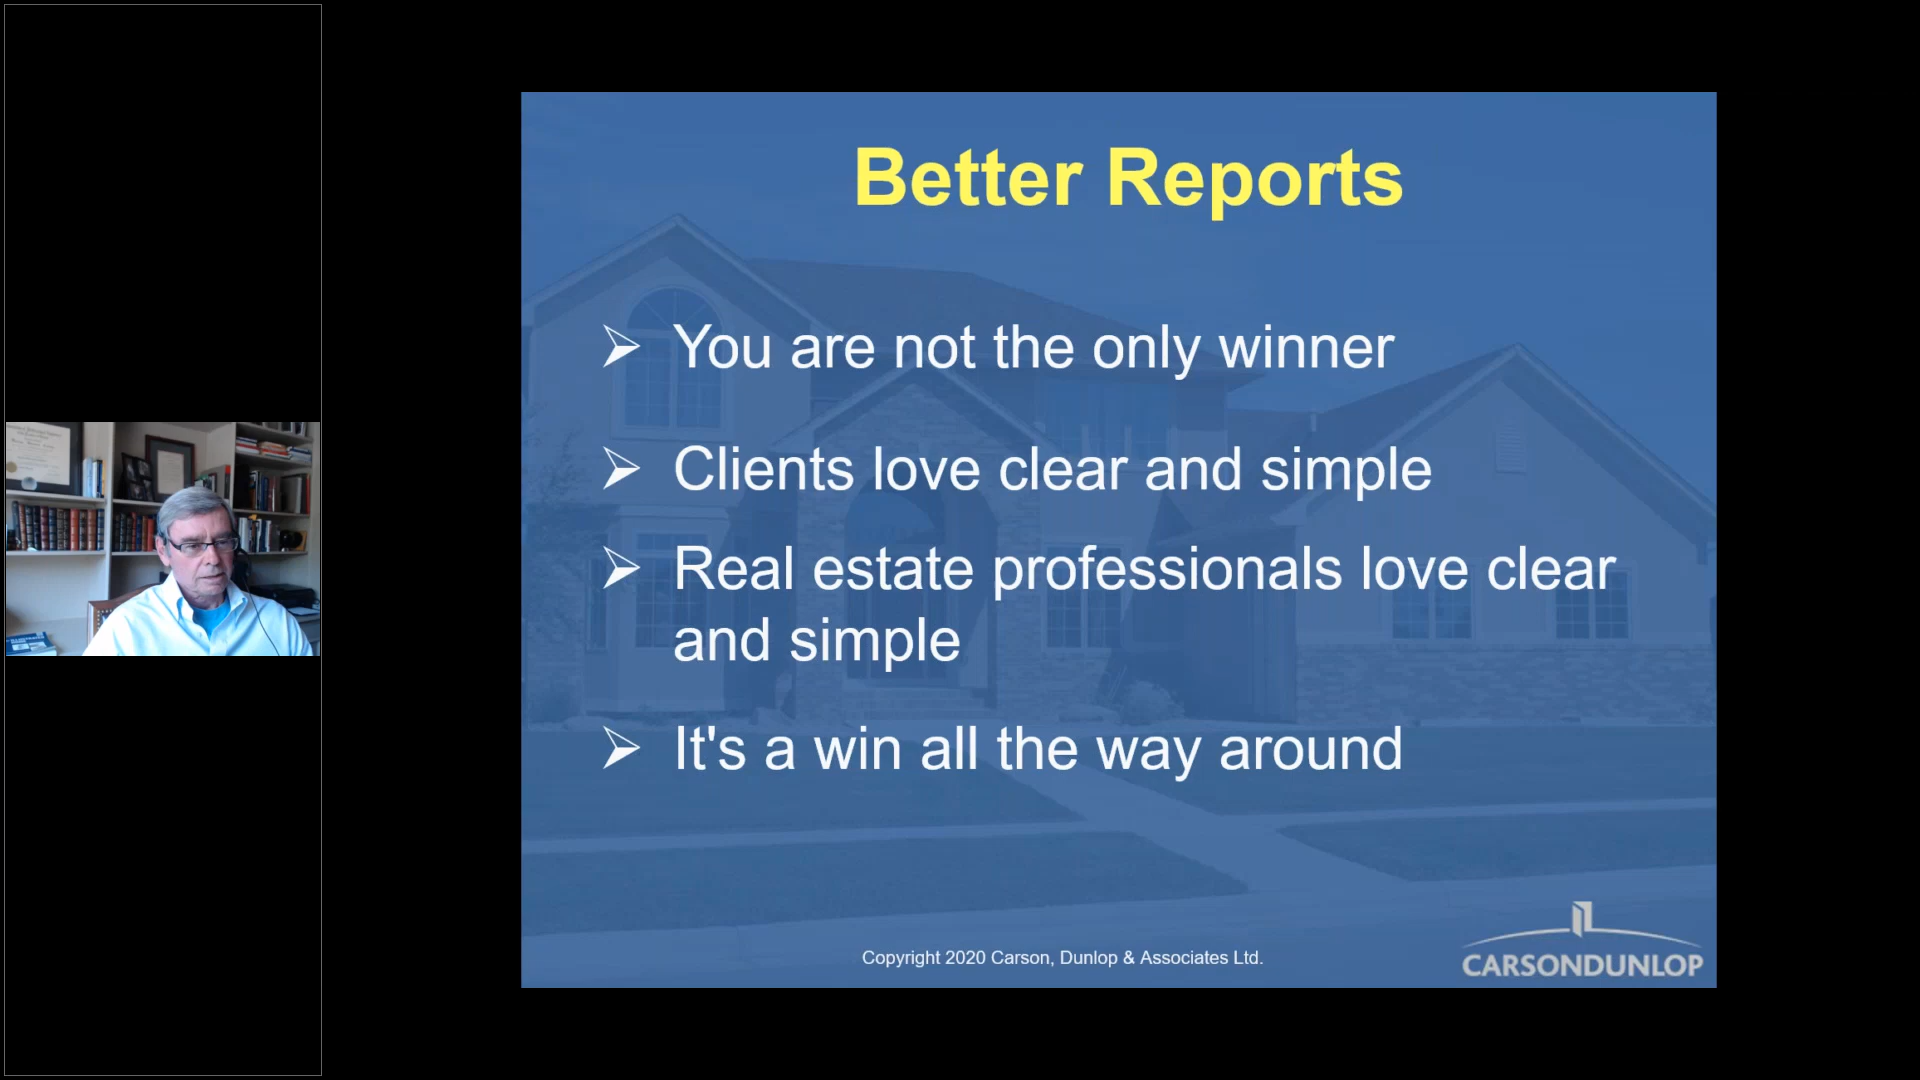 Better Reports
You are not the only winner
Clients love clear and simple
Real estate professionals love clear
and simple
It's a win all the way around
Copyright 2020 Carson, Dunlop & Associates Ltd.
CARSONDUNLOP